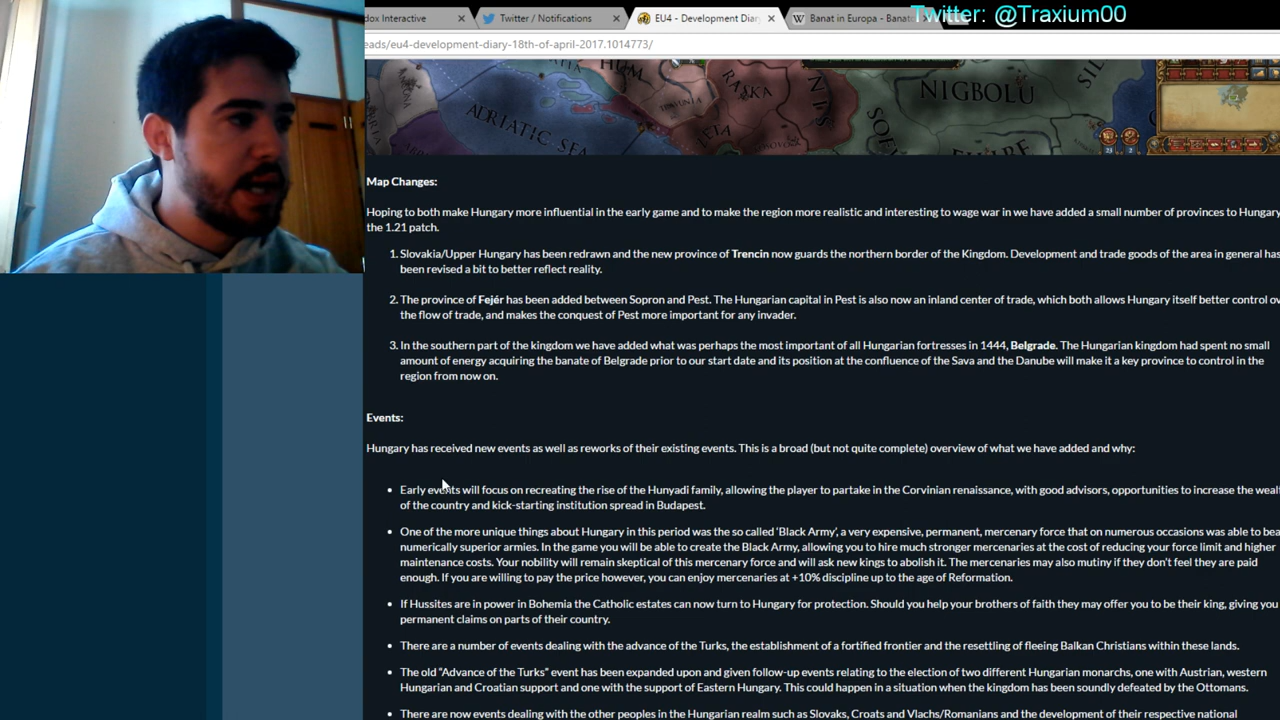 Twitter: @Traxium00
dox Interactive
Twitter / Notifications
EU4 - Development Diar
Banat in Europa - Bana
eads/eu4-development-diary-18th-of-april-2017.1014773/
HUM
RAŠKA
NIGBOLU
ADRIATIC SEA
ZETA
Map Changes:
Hoping to both make Hungary more influential in the early game and to make the region more realistic and interesting to wage war in we have added a small number of provinces to Hungary
the 1.21 patch.
1. Slovakia/Upper Hungary has been redrawn and the new province of Trencin now guards the northern border of the Kingdom. Development and trade goods of the area in general has
been revised a bit to better reflect reality.
2. The province of Fejér has been added between Sopron and Pest. The Hungarian capital in Pest is also now an inland center of trade, which both allows Hungary itself better control ov
the flow of trade, and makes the conquest of Pest more important for any invader.
3. In the southern part of the kingdom we have added what was perhaps the most important of all Hungarian fortresses in 1444, Belgrade. The Hungarian kingdom had spent no small
amount of energy acquiring the banate of Belgrade prior to our start date and its position at the confluence of the Sava and the Danube will make it a key province to control in the
region from now on.
Events:
Hungary has received new events as well as reworks of their existing events. This is a broad (but not quite complete) overview of what we have added and why:
• Early events will focus on recreating the rise of the Hunyadi family, allowing the player to partake in the Corvinian renaissance, with good advisors, opportunities to increase the weal
of the country and kick-starting institution spread in Budapest.
• One of the more unique things about Hungary in this period was the so called ‘Black Army’, a very expensive, permanent, mercenary force that on numerous occasions was able to bea
numerically superior armies. In the game you will be able to create the Black Army, allowing you to hire much stronger mercenaries at the cost of reducing your force limit and higher
maintenance costs. Your nobility will remain skeptical of this mercenary force and will ask new kings to abolish it. The mercenaries may also mutiny if they don't feel they are paid
enough. If you are willing to pay the price however, you can enjoy mercenaries at +10% discipline up to the age of Reformation.
• If Hussites are in power in Bohemia the Catholic estates can now turn to Hungary for protection. Should you help your brothers of faith they may offer you to be their king, giving you
permanent claims on parts of their country.
• There are a number of events dealing with the advance of the Turks, the establishment of a fortified frontier and the resettling of fleeing Balkan Christians within these lands.
• The old “Advance of the Turks” event has been expanded upon and given follow-up events relating to the election of two different Hungarian monarchs, one with Austrian, western
Hungarian and Croatian support and one with the support of Eastern Hungary. This could happen in a situation when the kingdom has been soundly defeated by the Ottomans.
• There are now events dealing with the other peoples in the Hungarian realm such as Slovaks, Croats and Vlachs/Romanians and the development of their respective national